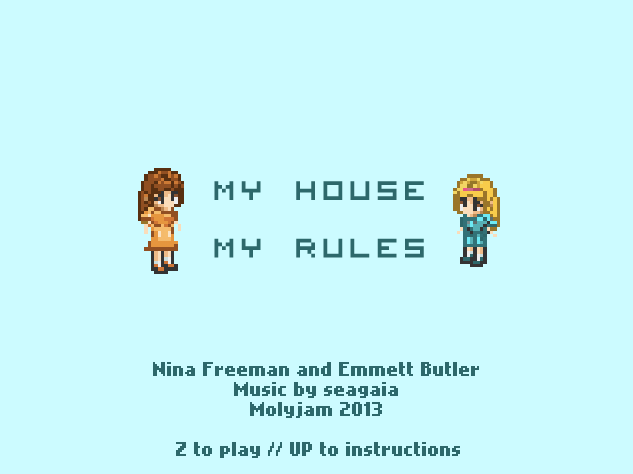 MY HOUSE
MY RULES
Nina Freeman and Emmett Butler
Music by seagaia
Molyjam 2013
Z to play // UP to instructions